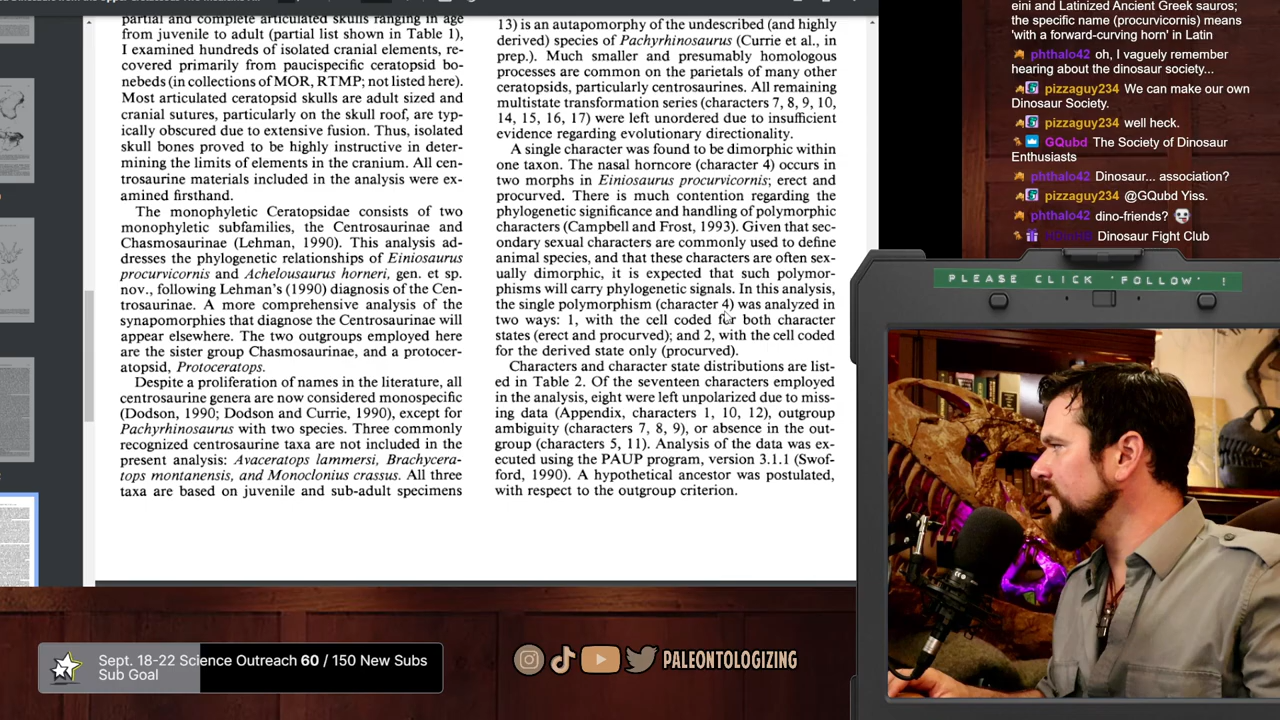 partial and complete articulated skulls ranging in age
from juvenile to adult (partial list shown in Table 1),
I examined hundreds of isolated cranial elements, re-
covered primarily from paucispecific ceratopsid bo-
nebeds (in collections of MOR, RTMP; not listed here).
Most articulated ceratopsid skulls are adult sized and
cranial sutures, particularly on the skull roof, are typ-
ically obscured due to extensive fusion. Thus, isolated
skull bones proved to be highly instructive in deter-
mining the limits of elements in the cranium. All cen-
trosaurine materials included in the analysis were ex-
amined firsthand.
The monophyletic Ceratopsidae consists of two
monophyletic subfamilies, the Centrosaurinae and
Chasmosaurinae (Lehman, 1990). This analysis ad-
dresses the phylogenetic relationships of Einiosaurus
procurvicornis and Achelousaurus horneri, gen. et sp.
nov., following Lehman's (1990) diagnosis of the Cen-
trosaurinae. A more comprehensive analysis of the
synapomorphies that diagnose the Centrosaurinae will
appear elsewhere. The two outgroups employed here
are the sister group Chasmosaurinae, and a protocer-
atopsid, Protoceratops.
Despite a proliferation of names in the literature, all
centrosaurine genera are now considered monospecific
(Dodson, 1990; Dodson and Currie, 1990), except for
Pachyrhinosaurus with two species. Three commonly
recognized centrosaurine taxa are not included in the
present analysis: Avaceratops lammersi, Brachycera-
tops montanensis, and Monoclonius crassus. All three
taxa are based on juvenile and sub-adult specimens
13) is an autapomorphy of the undescribed (and highly
derived) species of Pachyrhinosaurus (Currie et al., in
prep.). Much smaller and presumably homologous
processes are common on the parietals of many other
ceratopsids, particularly centrosaurines. All remaining
multistate transformation series (characters 7, 8, 9, 10,
14, 15, 16, 17) were left unordered due to insufficient
evidence regarding evolutionary directionality.
A single character was found to be dimorphic within
one taxon. The nasal horncore (character 4) occurs in
two morphs in Einiosaurus procurvicornis; erect and
procurved. There is much contention regarding the
phylogenetic significance and handling of polymorphic
characters (Campbell and Frost, 1993). Given that sec-
ondary sexual characters are commonly used to define
animal species, and that these characters are often sex-
ually dimorphic, it is expected that such polymor-
phisms will carry phylogenetic signals. In this analysis,
the single polymorphism (character 4) was analyzed in
two ways: 1, with the cell coded for both character
states (erect and procurved); and 2, with the cell coded
for the derived state only (procurved).
Characters and character state distributions are list-
ed in Table 2. Of the seventeen characters employed
in the analysis, eight were left unpolarized due to miss-
ing data (Appendix, characters 1, 10, 12), outgroup
ambiguity (characters 7, 8, 9), or absence in the out-
group (characters 5, 11). Analysis of the data was ex-
ecuted using the PAUP program, version 3.1.1 (Swof-
ford, 1990). A hypothetical ancestor was postulated,
with respect to the outgroup criterion.
eini and Latinized Ancient Greek sauros;
the specific name (procurvicornis) means
'with a forward-curving horn' in Latin
phthalo42 oh, I vaguely remember
hearing about the dinosaur society...
pizzaguy234 We can make our own
Dinosaur Society.
pizzaguy234 well heck.
GQubd The Society of Dinosaur
Enthusiasts
phthalo42 Dinosaur... association?
pizzaguy234 @GQubd Yiss.
phthalo42 dino-friends?
Dinosaur Fight Club
PLEASE CLICK 'FOLLOW' !
Sept. 18-22 Science Outreach 60 / 150 New Subs
Sub Goal
PALEONTOLOGIZING